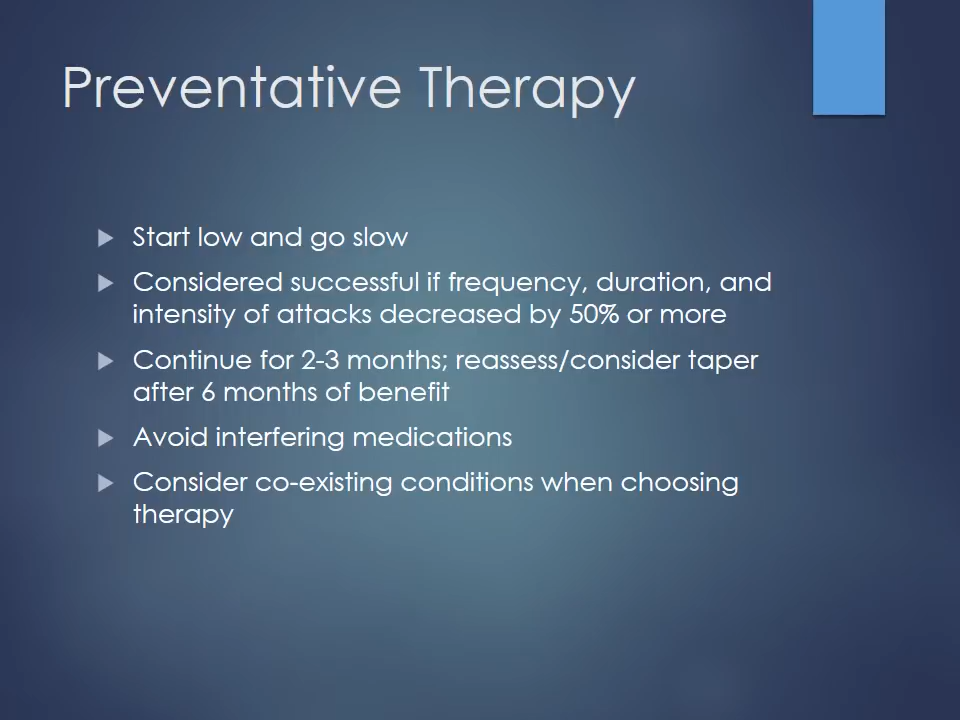 Preventative Therapy
Start low and go slow
Considered successful if frequency, duration, and
intensity of attacks decreased by 50% or more
Continue for 2-3 months; reassess/consider taper
after 6 months of benefit
Avoid interfering medications
Consider co-existing conditions when choosing
therapy